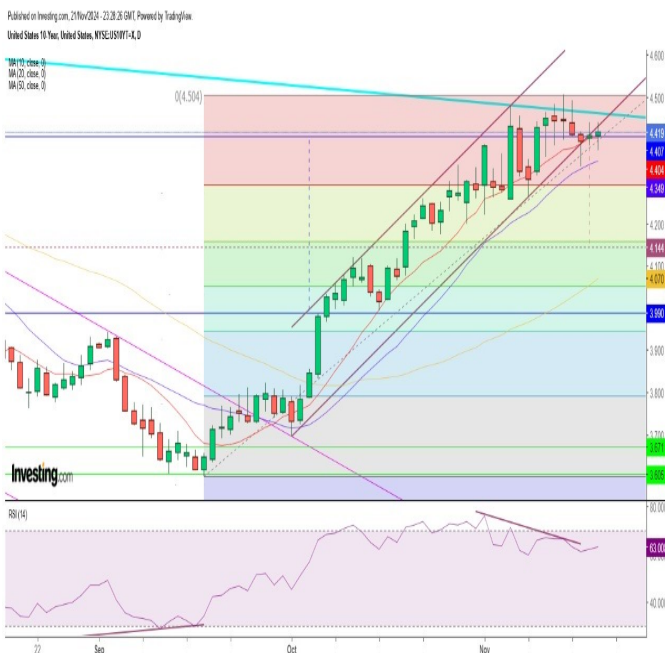 Published on Investing.com, 21/Nov/2024 - 23:28:26 GMT, Powered by TradingView.
United States 10-Year, United States, NYSE:US10YT=X, D
MA (10, close, 0)
MA (20, close, 0)
MA (50, close, 0)
0(4.504)
4.600
4.500
4.419
4.407
4.404
4.349
4.200
4.144
4.100
4.070
3.990
3.900
3.800
3.700
3.671
3.605
Investing.com
RSI (14)
80.000
63.000
40.000
22
Sep
Oct
Nov